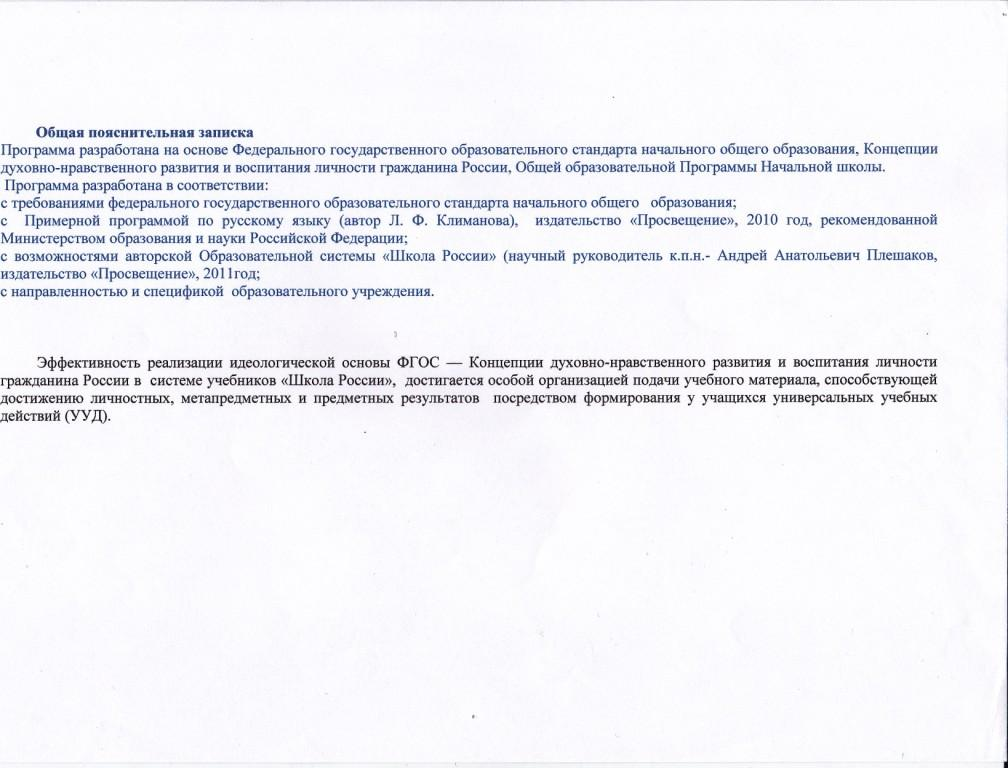 Общая пояснительная записка
Программа разработана на основе Федерального государственного образовательного стандарта начального общего образования, Концепции
духовно-нравственного развития и воспитания личности гражданина России, Общей образовательной Программы Начальной школы.
Программа разработана в соответствии:
с требованиями федерального государственного образовательного стандарта начального общего образования;
с Примерной программой по русскому языку (автор Л. Ф. Климанова), издательство «Просвещение», 2010 год, рекомендованной
Министерством образования и науки Российской Федерации;
с возможностями авторской Образовательной системы «Школа России» (научный руководитель к.п.н.- Андрей Анатольевич Плешаков,
издательство «Просвещение», 2011год;
с направленностью и спецификой образовательного учреждения.
Эффективность реализации идеологической основы ФГОС — Концепции духовно-нравственного развития и воспитания личности
гражданина России в системе учебников «Школа России», достигается особой организацией подачи учебного материала, способствующей
достижению личностных, метапредметных и предметных результатов посредством формирования у учащихся универсальных учебных
действий (УУД).